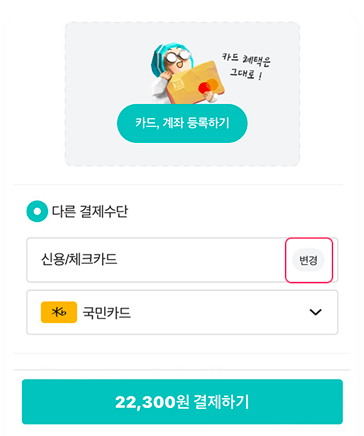 카드 혜택은
그대로!
카드, 계좌 등록하기
다른 결제수단
신용/체크카드
변경
국민카드
22,300원 결제하기